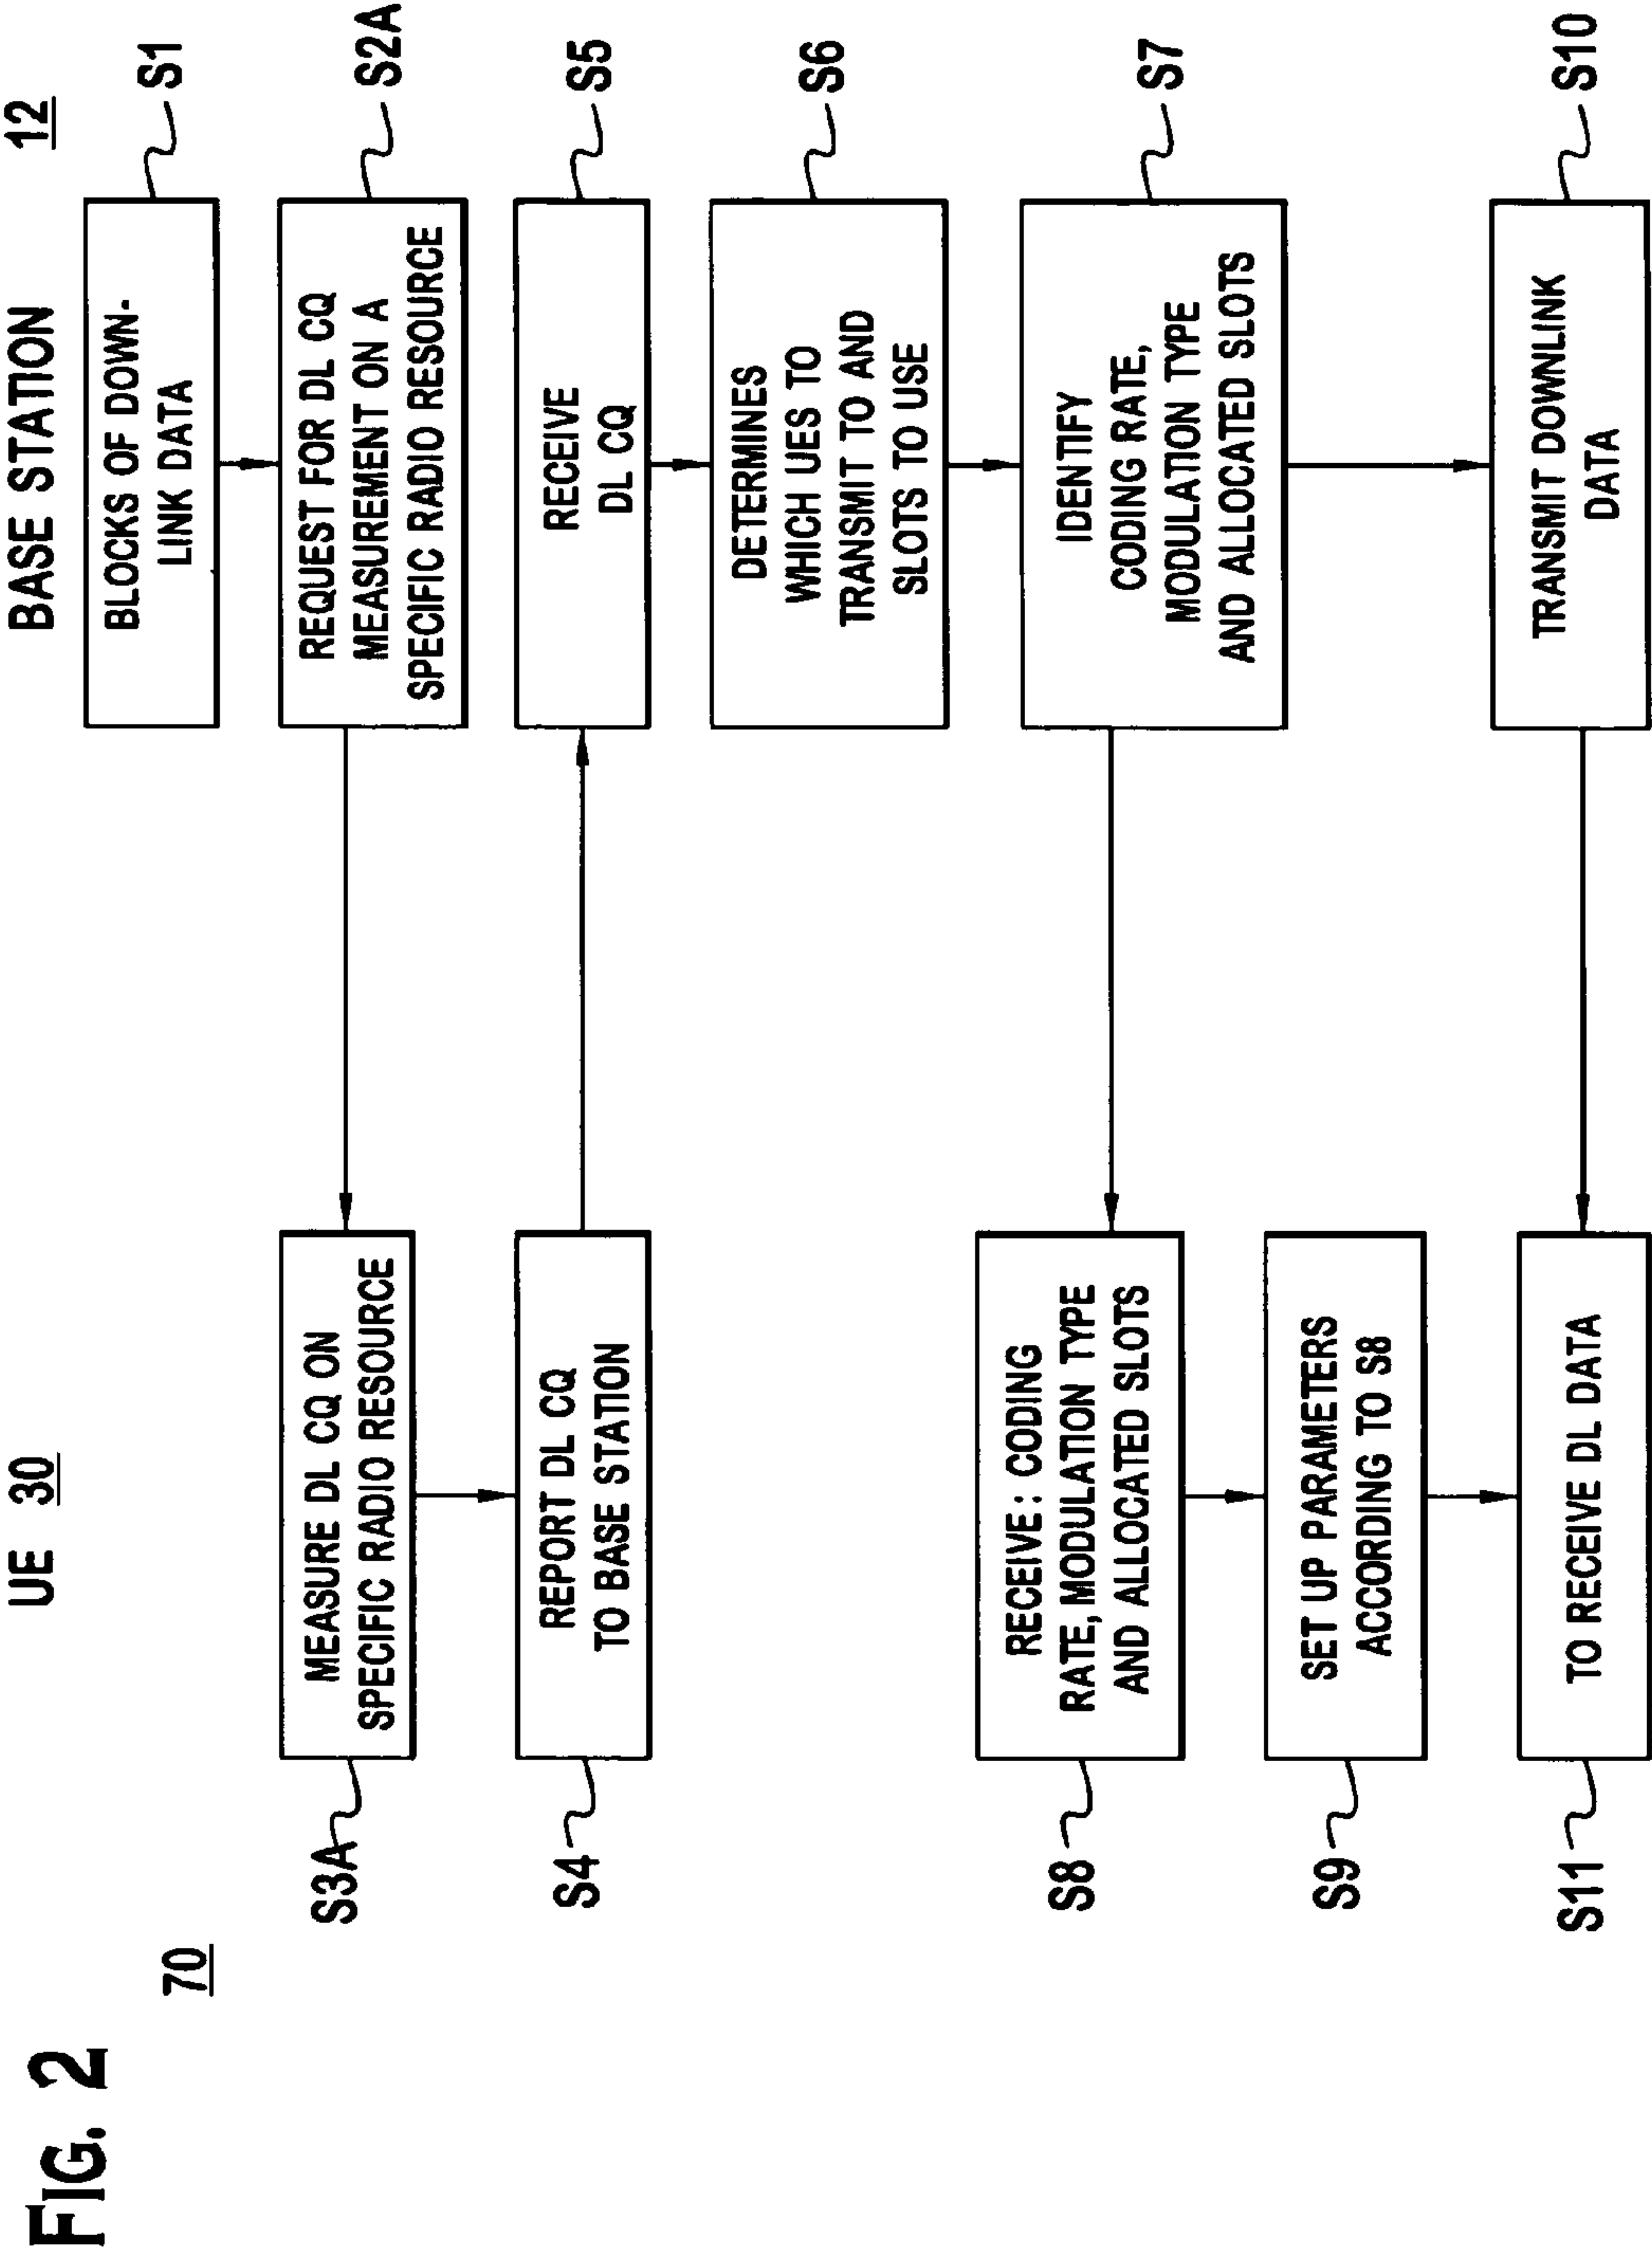 FIG. 2
70
UE 30
BASE STATION 12
BLOCKS OF DOWN-
LINK DATA
S1
REQUEST FOR DL CQ
MEASUREMENT ON A
SPECIFIC RADIO RESOURCE
S2A
S3A
MEASURE DL CQ ON
SPECIFIC RADIO RESOURCE
S4
REPORT DL CQ
TO BASE STATION
RECEIVE
DL CQ
S5
DETERMINES
WHICH UES TO
TRANSMIT TO AND
SLOTS TO USE
S6
IDENTIFY
CODING RATE,
MODULATION TYPE
AND ALLOCATED SLOTS
S7
S8
RECEIVE: CODING
RATE, MODULATION TYPE
AND ALLOCATED SLOTS
S9
SET UP PARAMETERS
ACCORDING TO S8
TRANSMIT DOWNLINK
DATA
S10
S11
TO RECEIVE DL DATA